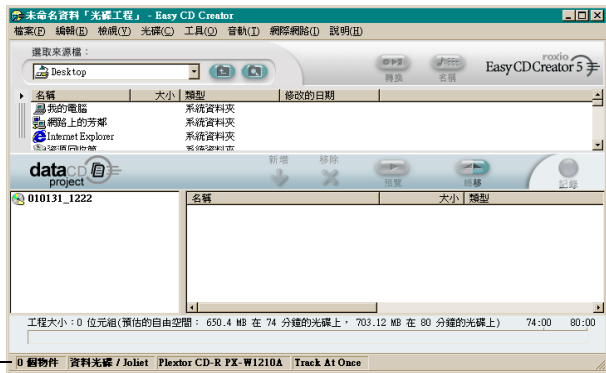 未命名資料「光碟工程」 - Easy CD Creator
檔案(F) 編輯(E) 檢視(V) 光碟(C) 工具(O) 音軌(T) 網際網路(I) 說明(H)
選取來源檔：
Desktop
轉換
名稱
roxio
Easy CD Creator 5
名稱 大小 類型 修改的日期
我的電腦 系統資料夾
網路上的芳鄰 系統資料夾
Internet Explorer 系統資料夾
資源回收筒 系統資料夾
data CD
project
新增
移除
預覽
燒錄
記錄
010131_1222
名稱 大小 類型
工程大小：0 位元組(預估的自由空間： 650.4 MB 在 74 分鐘的光碟上， 703.12 MB 在 80 分鐘的光碟上) 74:00 80:00
0 個物件 資料光碟 / Joliet Plextor CD-R PX-W1210A Track At Once